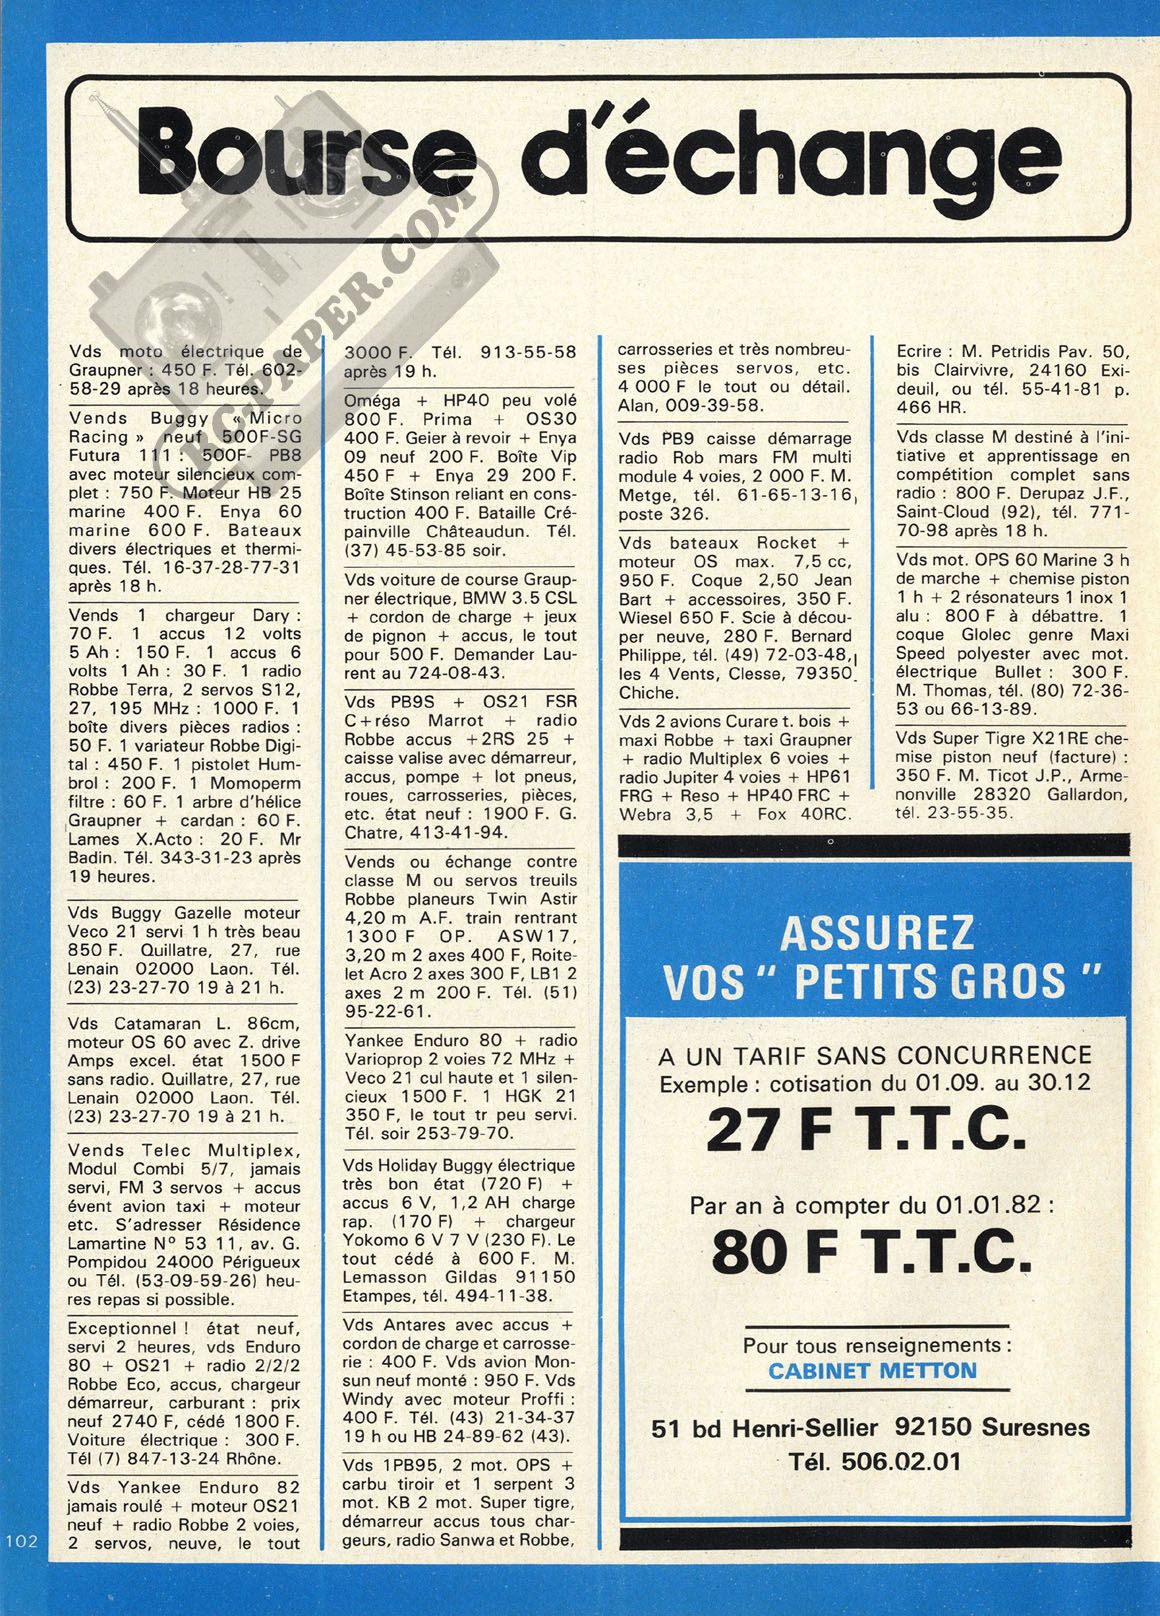 Bourse d'échange
RC-PAPER.COM
Vds moto électrique de
Graupner : 450 F. Tél. 602-
58-29 après 18 heures.
Vends Buggy « Micro
Racing » neuf 500F-SG
Futura 111 : 500F- PB8
avec moteur silencieux com-
plet : 750 F. Moteur HB 25
marine 400 F. Enya 60
marine 600 F. Bateaux
divers électriques et thermi-
ques. Tél. 16-37-28-77-31
après 18 h.
Vends 1 chargeur Dary :
70 F. 1 accus 12 volts
5 Ah : 150 F. 1 accus 6
volts 1 Ah : 30 F. 1 radio
Robbe Terra, 2 servos S12,
27, 195 MHz : 1000 F. 1
boîte divers pièces radios :
50 F. 1 variateur Robbe Digi-
tal : 450 F. 1 pistolet Hum-
brol : 200 F. 1 Momoperm
filtre : 60 F. 1 arbre d'hélice
Graupner + cardan : 60 F.
Lames X.Acto : 20 F. Mr
Badin. Tél. 343-31-23 après
19 heures.
Vds Buggy Gazelle moteur
Veco 21 servi 1 h très beau
850 F. Quillatre, 27, rue
Lenain 02000 Laon. Tél.
(23) 23-27-70 19 à 21 h.
Vds Catamaran L. 86cm,
moteur OS 60 avec Z. drive
Amps excel. état 1500 F
sans radio. Quillatre, 27, rue
Lenain 02000 Laon. Tél.
(23) 23-27-70 19 à 21 h.
Vends Telec Multiplex,
Modul Combi 5/7, jamais
servi, FM 3 servos + accus
évent avion taxi + moteur
etc. S'adresser Résidence
Lamartine N° 53 11, av. G.
Pompidou 24000 Périgueux
ou Tél. (53-09-59-26) heu-
res repas si possible.
Exceptionnel ! état neuf,
servi 2 heures, vds Enduro
80 + OS21 + radio 2/2/2
Robbe Eco, accus, chargeur
démarreur, carburant : prix
neuf 2740 F, cédé 1800 F.
Voiture électrique : 300 F.
Tél (7) 847-13-24 Rhône.
Vds Yankee Enduro 82
jamais roulé + moteur OS21
neuf + radio Robbe 2 voies,
2 servos, neuve, le tout
3000 F. Tél. 913-55-58
après 19 h.
Oméga + HP40 peu volé
800 F. Prima + OS30
400 F. Geier à revoir + Enya
09 neuf 200 F. Boîte Vip
450 F + Enya 29 200 F.
Boîte Stinson reliant en cons-
truction 400 F. Bataille Cré-
painville Châteaudun. Tél.
(37) 45-53-85 soir.
Vds voiture de course Graup-
ner électrique, BMW 3.5 CSL
+ cordon de charge + jeux
de pignon + accus, le tout
pour 500 F. Demander Lau-
rent au 724-08-43.
Vds PB9S + OS21 FSR
C+réso Marrot + radio
Robbe accus +2RS 25 +
caisse valise avec démarreur,
accus, pompe + lot pneus,
roues, carrosseries, pièces,
etc. état neuf : 1900 F. G.
Chatre, 413-41-94.
Vends ou échange contre
classe M ou servos treuils
Robbe planeurs Twin Astir
4,20 m A.F. train rentrant
1300 F OP. ASW17,
3,20 m 2 axes 400 F, Roite-
let Acro 2 axes 300 F, LB1 2
axes 2 m 200 F. Tél. (51)
95-22-61.
Yankee Enduro 80 + radio
Varioprop 2 voies 72 MHz +
Veco 21 cul haute et 1 silen-
cieux 1500 F. 1 HGK 21
350 F, le tout tr peu servi.
Tél. soir 253-79-70.
Vds Holiday Buggy électrique
très bon état (720 F) +
accus 6 V, 1,2 AH charge
rap. (170 F) + chargeur
Yokomo 6 V 7 V (230 F). Le
tout cédé à 600 F. M.
Lemasson Gildas 91150
Etampes, tél. 494-11-38.
Vds Antares avec accus +
cordon de charge et carrosse-
rie : 400 F. Vds avion Mon-
sun neuf monté : 950 F. Vds
Windy avec moteur Proffi :
400 F. Tél. (43) 21-34-37
19 h ou HB 24-89-62 (43).
Vds 1PB95, 2 mot. OPS +
carbu tiroir et 1 serpent 3
mot. KB 2 mot. Super tigre,
démarreur accus tous char-
geurs, radio Sanwa et Robbe,
carrosseries et très nombreu-
ses pièces servos, etc.
4 000 F le tout ou détail.
Alan, 009-39-58.
Vds PB9 caisse démarrage
radio Rob mars FM multi
module 4 voies, 2 000 F. M.
Metge, tél. 61-65-13-16,
poste 326.
Vds bateaux Rocket +
moteur OS max. 7,5 cc,
950 F. Coque 2,50 Jean
Bart + accessoires, 350 F.
Wiesel 650 F. Scie à décou-
per neuve, 280 F. Bernard
Philippe, tél. (49) 72-03-48,
les 4 Vents, Clesse, 79350
Chiche.
Vds 2 avions Curare t. bois +
maxi Robbe + taxi Graupner
+ radio Multiplex 6 voies +
radio Jupiter 4 voies + HP61
FRG + Reso + HP40 FRC +
Webra 3,5 + Fox 40RC.
Ecrire : M. Petridis Pav. 50,
bis Clairvivre, 24160 Exi-
deuil, ou tél. 55-41-81 p.
466 HR.
Vds classe M destiné à l'ini-
tiative et apprentissage en
compétition complet sans
radio : 800 F. Derupaz J.F.,
Saint-Cloud (92), tél. 771-
70-98 après 18 h.
Vds mot. OPS 60 Marine 3 h
de marche + chemise piston
1 h + 2 résonateurs 1 inox 1
alu : 800 F à débattre. 1
coque Glolec genre Maxi
Speed polyester avec mot.
électrique Bullet : 300 F.
M. Thomas, tél. (80) 72-36-
53 ou 66-13-89.
Vds Super Tigre X21RE che-
mise piston neuf (facture) :
350 F. M. Ticot J.P., Arme-
nonville 28320 Gallardon,
tél. 23-55-35.
ASSUREZ
VOS " PETITS GROS "
A UN TARIF SANS CONCURRENCE
Exemple : cotisation du 01.09. au 30.12
27 F T.T.C.
Par an à compter du 01.01.82 :
80 F T.T.C.
Pour tous renseignements :
CABINET METTON
51 bd Henri-Sellier 92150 Suresnes
Tél. 506.02.01
102